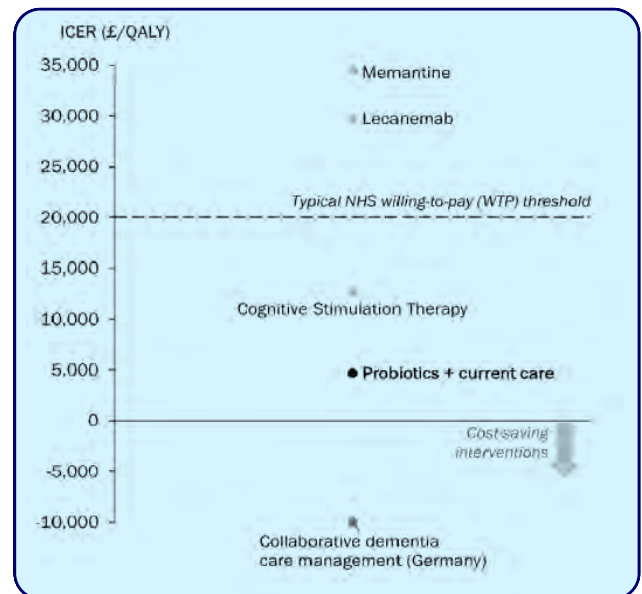 ICER (£/QALY)
35,000
Memantine
30,000
Lecanemab
25,000
Typical NHS willing-to-pay (WTP) threshold
20,000
15,000
Cognitive Stimulation Therapy
10,000
5,000
Probiotics + current care
0
Cost-saving
interventions
-5,000
-10,000
Collaborative dementia
care management (Germany)